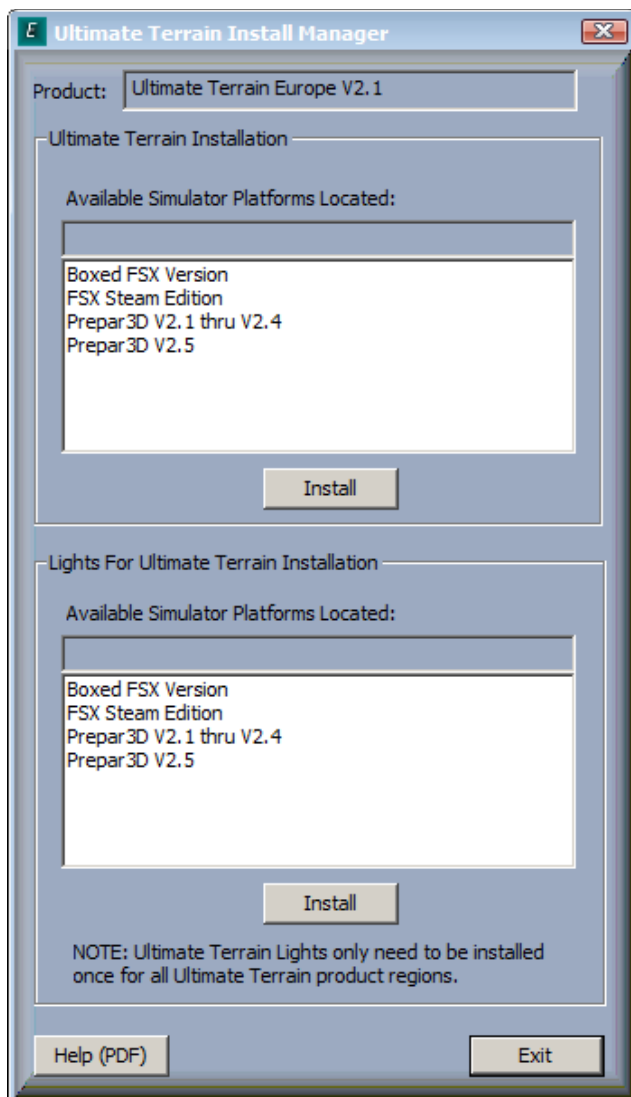 E Ultimate Terrain Install Manager
Product: Ultimate Terrain Europe V2.1
Ultimate Terrain Installation
Available Simulator Platforms Located:
Boxed FSX Version
FSX Steam Edition
Prepar3D V2.1 thru V2.4
Prepar3D V2.5
Install
Lights For Ultimate Terrain Installation
Available Simulator Platforms Located:
Boxed FSX Version
FSX Steam Edition
Prepar3D V2.1 thru V2.4
Prepar3D V2.5
Install
NOTE: Ultimate Terrain Lights only need to be installed
once for all Ultimate Terrain product regions.
Help (PDF) Exit